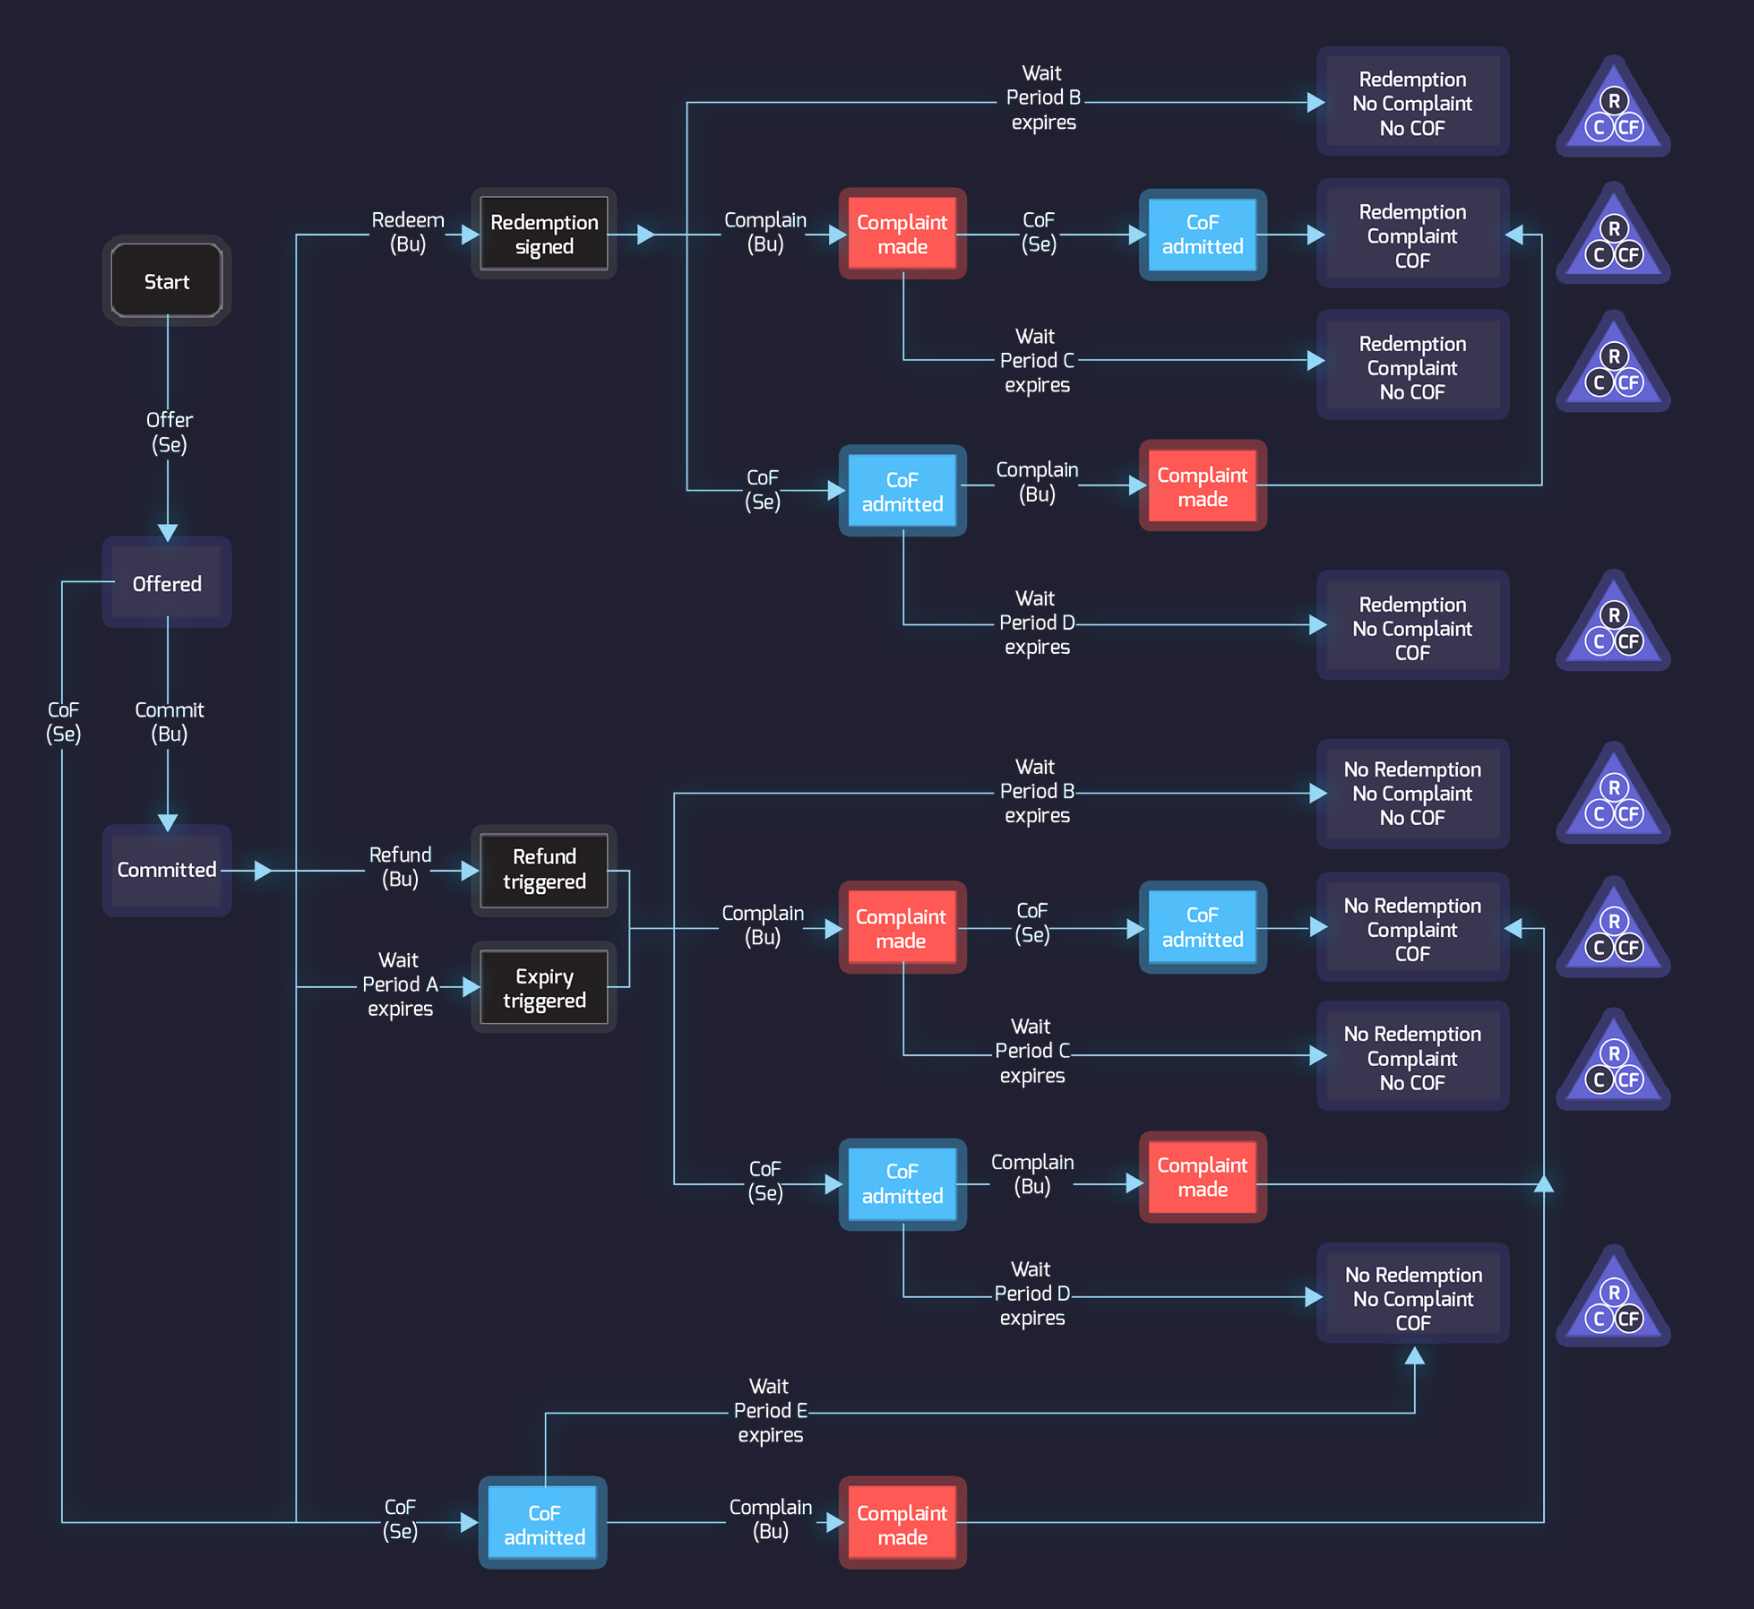 Wait
Period B
expires
Redemption
No Complaint
No COF
R
C CF
Start
Redeem
(Bu)
Redemption
signed
Complain
(Bu)
Complaint
made
CoF
(Se)
CoF
admitted
Redemption
Complaint
COF
R
C CF
Wait
Period C
expires
Redemption
Complaint
No COF
R
C CF
Offer
(Se)
CoF
(Se)
CoF
admitted
Complain
(Bu)
Complaint
made
Offered
Wait
Period D
expires
Redemption
No Complaint
COF
R
C CF
CoF
(Se)
Commit
(Bu)
Wait
Period B
expires
No Redemption
No Complaint
No COF
R
C CF
Committed
Refund
(Bu)
Refund
triggered
Wait
Period A
expires
Expiry
triggered
Complain
(Bu)
Complaint
made
CoF
(Se)
CoF
admitted
No Redemption
Complaint
COF
R
C CF
Wait
Period C
expires
No Redemption
Complaint
No COF
R
C CF
CoF
(Se)
CoF
admitted
Complain
(Bu)
Complaint
made
Wait
Period D
expires
No Redemption
No Complaint
COF
R
C CF
Wait
Period E
expires
CoF
(Se)
CoF
admitted
Complain
(Bu)
Complaint
made